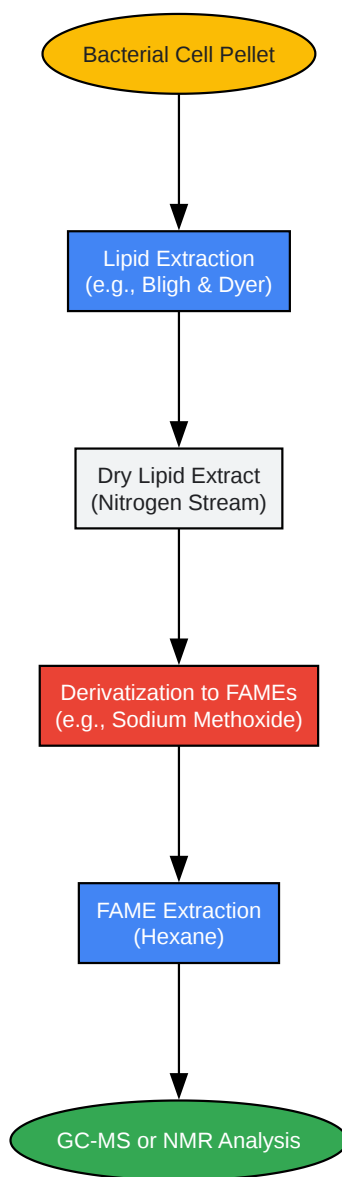 Bacterial Cell Pellet
Lipid Extraction
(e.g., Bligh & Dyer)
Dry Lipid Extract
(Nitrogen Stream)
Derivatization to FAMEs
(e.g., Sodium Methoxide)
FAME Extraction
(Hexane)
GC-MS or NMR Analysis